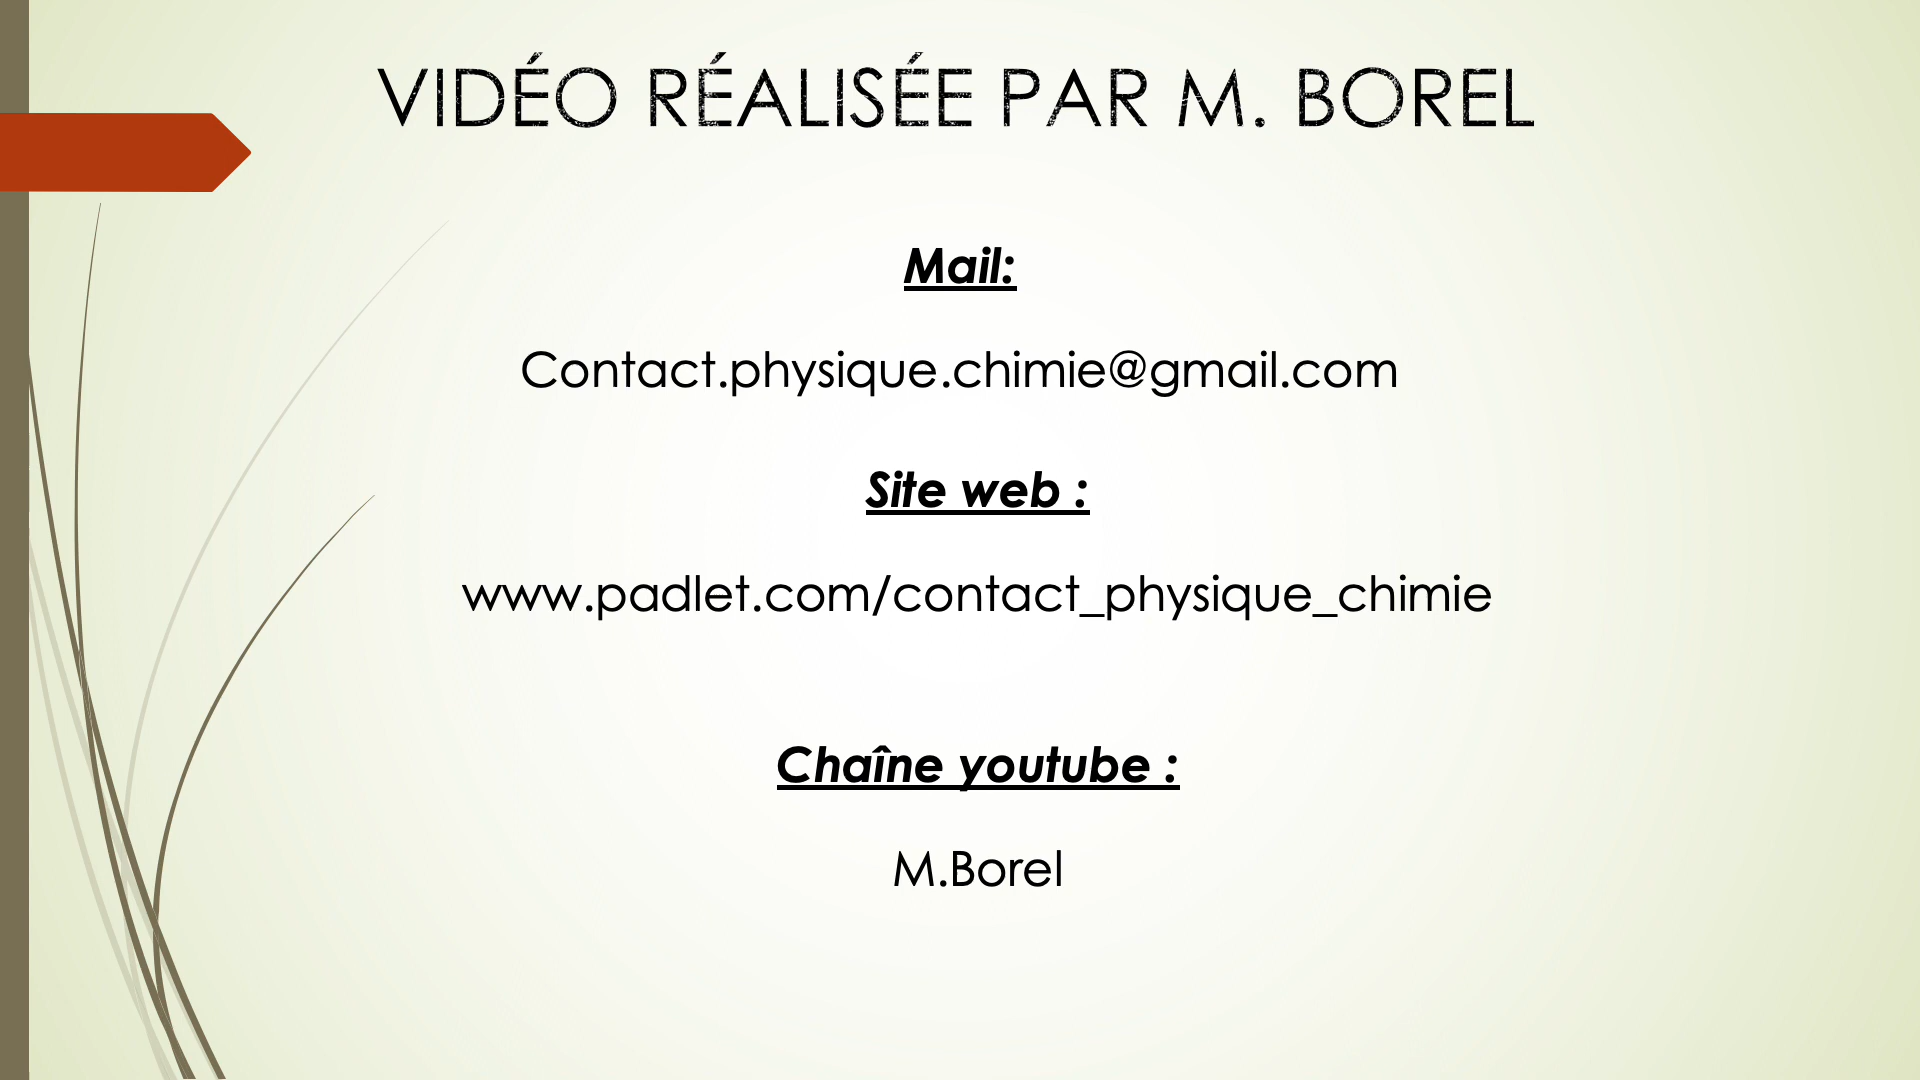 VIDÉO RÉALISÉE PAR M. BOREL
Mail:
Contact.physique.chimie@gmail.com
Site web :
www.padlet.com/contact_physique_chimie
Chaîne youtube :
M.Borel